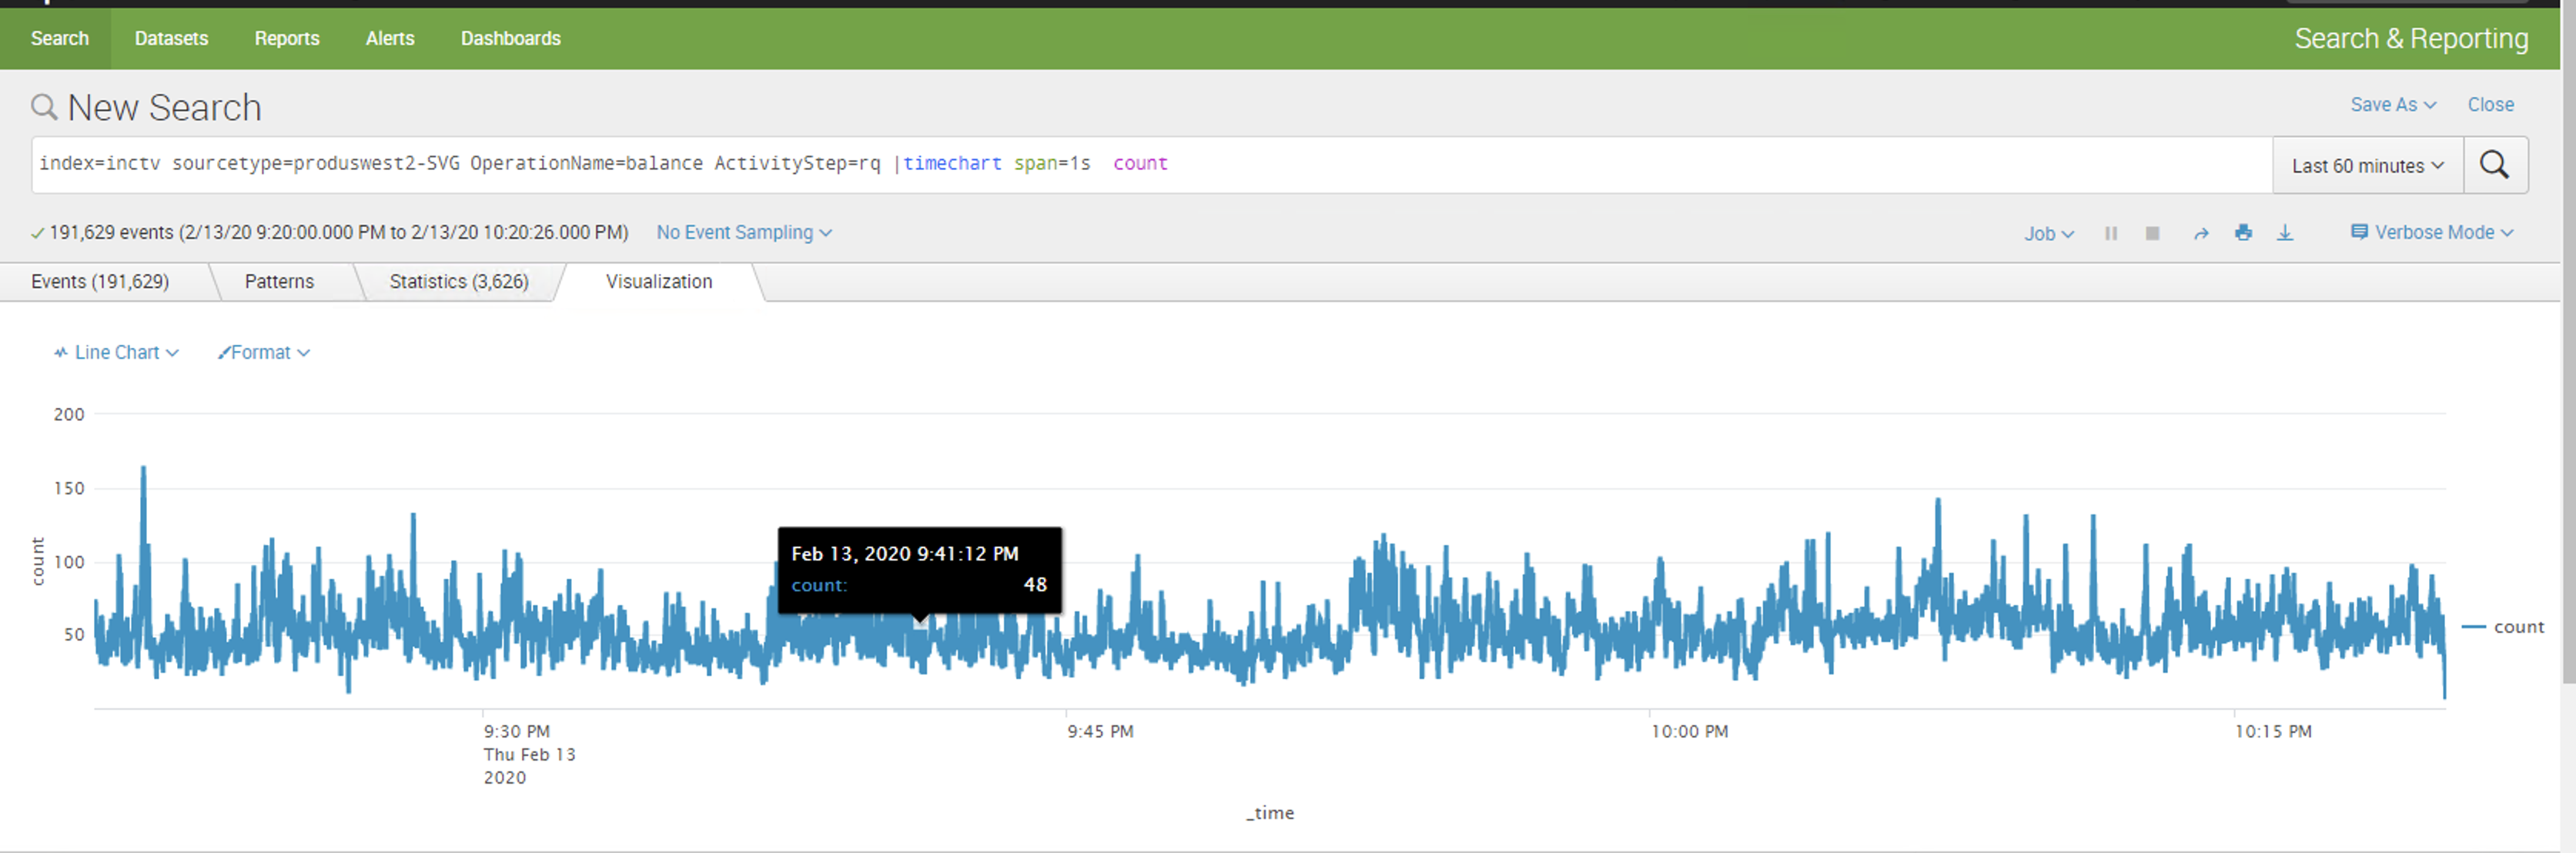 Search Datasets Reports Alerts Dashboards Search & Reporting
New Search Save As Close
index=inctv sourcetype=produswest2-SVG OperationName=balance ActivityStep=rq |timechart span=1s count Last 60 minutes
191,629 events (2/13/20 9:20:00.000 PM to 2/13/20 10:20:26.000 PM) No Event Sampling Job Verbose Mode
Events (191,629) Patterns Statistics (3,626) Visualization
Line Chart Format
200
150
100
50
count
Feb 13, 2020 9:41:12 PM
count: 48
count
9:30 PM 9:45 PM 10:00 PM 10:15 PM
Thu Feb 13
2020
_time